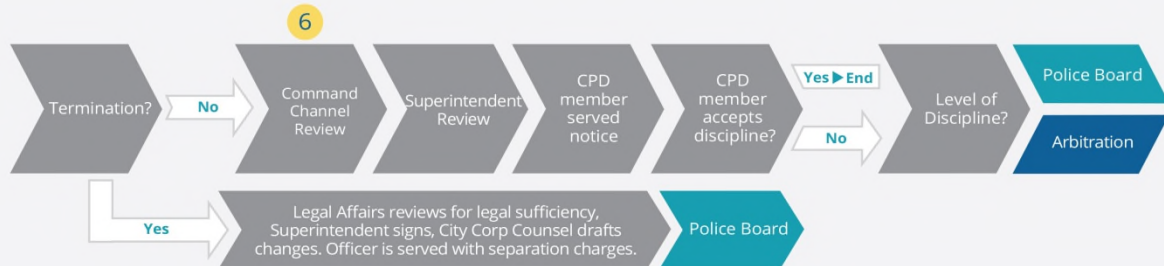 6
Termination?
No
Command
Channel
Review
Superintendent
Review
CPD
member
served
notice
CPD
member
accepts
discipline?
Yes ▶ End
No
Level of
Discipline?
Police Board
Arbitration
Yes
Legal Affairs reviews for legal sufficiency,
Superintendent signs, City Corp Counsel drafts
changes. Officer is served with separation charges.
Police Board